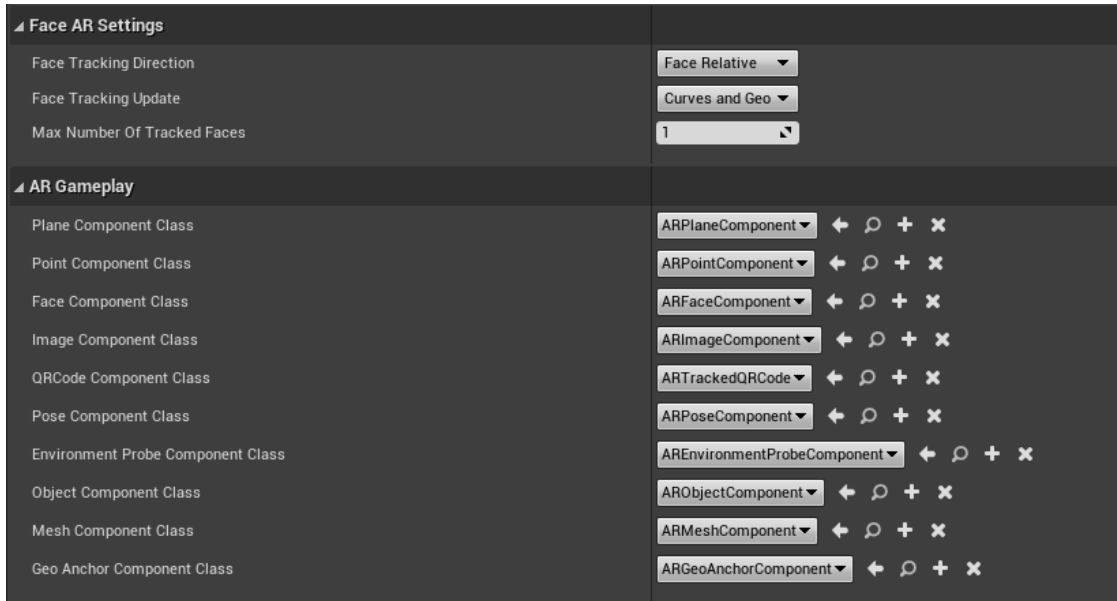 Face AR Settings
Face Tracking Direction Face Relative
Face Tracking Update Curves and Geo
Max Number Of Tracked Faces 1
AR Gameplay
Plane Component Class ARPlaneComponent
Point Component Class ARPointComponent
Face Component Class ARFaceComponent
Image Component Class ARImageComponent
QRCode Component Class ARTrackedQRCode
Pose Component Class ARPoseComponent
Environment Probe Component Class AREnvironmentProbeComponent
Object Component Class ARObjectComponent
Mesh Component Class ARMeshComponent
Geo Anchor Component Class ARGeoAnchorComponent